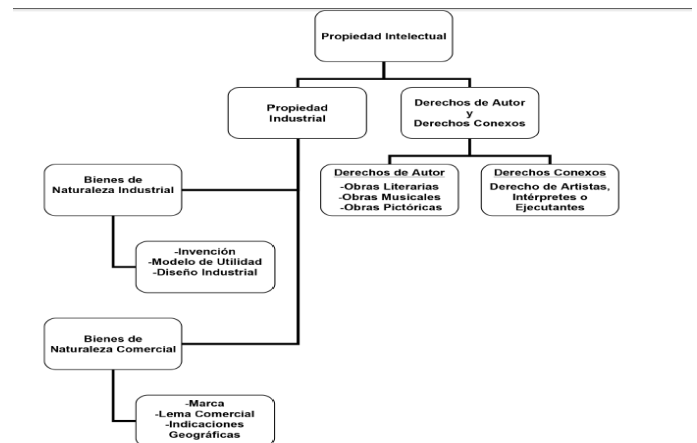 Propiedad Intelectual
Propiedad
Industrial
Derechos de Autor
y
Derechos Conexos
Derechos de Autor
-Obras Literarias
-Obras Musicales
-Obras Pictóricas
Derechos Conexos
Derecho de Artistas,
Intérpretes o
Ejecutantes
Bienes de
Naturaleza Industrial
-Invención
-Modelo de Utilidad
-Diseño Industrial
Bienes de
Naturaleza Comercial
-Marca
-Lema Comercial
-Indicaciones
Geográficas